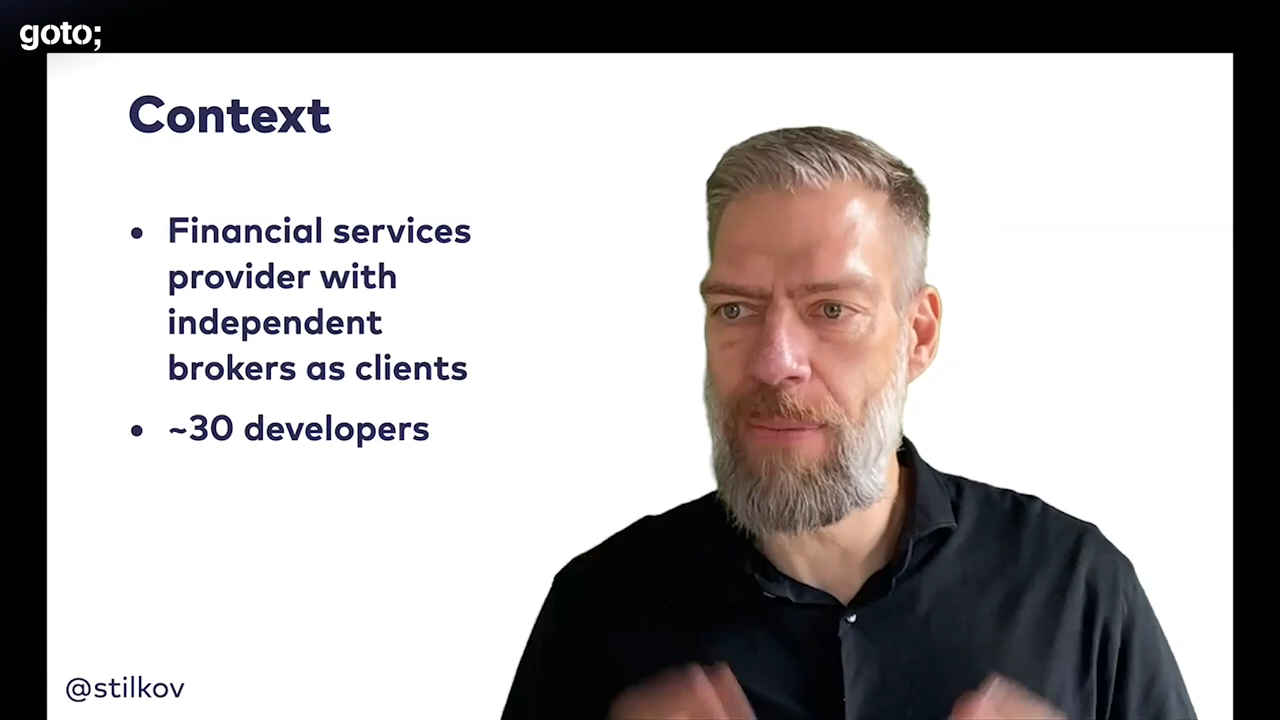 goto;
Context
• Financial services
provider with
independent
brokers as clients
• ~30 developers
@stilkov